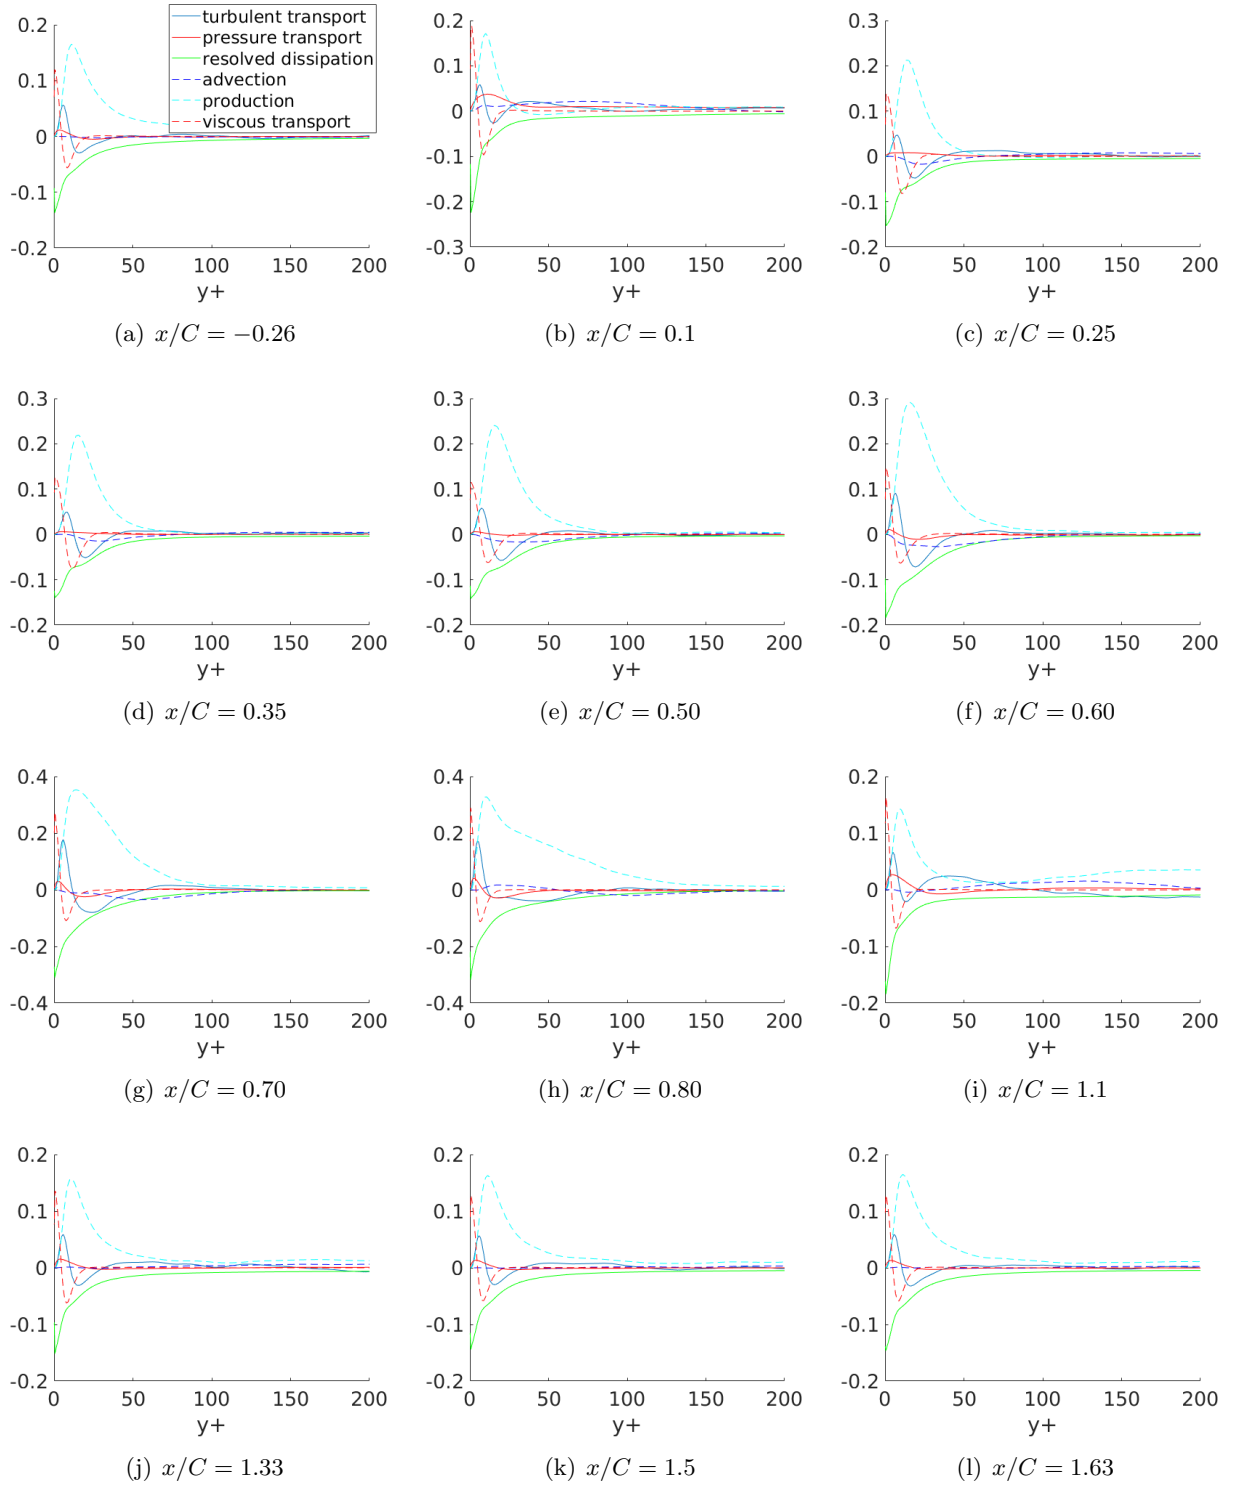 turbulent transport
pressure transport
resolved dissipation
advection
production
viscous transport
0.2
0.1
0
-0.1
-0.2
0 50 100 150 200
y+
(a) x/C = −0.26
0.2
0.1
0
-0.1
-0.2
-0.3
0 50 100 150 200
y+
(b) x/C = 0.1
0.3
0.2
0.1
0
-0.1
0.2
0 50 100 150 200
y+
(c) x/C = 0.25
0.3
0.2
0.1
0
-0.1
-0.2
0 50 100 150 200
y+
(d) x/C = 0.35
0.3
0.2
0.1
0
-0.1
-0.2
0 50 100 150 200
y+
(e) x/C = 0.50
0.3
0.2
0.1
0
-0.1
-0.2
0 50 100 150 200
y+
(f) x/C = 0.60
0.4
0.2
0
-0.2
-0.4
0 50 100 150 200
y+
(g) x/C = 0.70
0.4
0.2
0
-0.2
-0.4
0 50 100 150 200
y+
(h) x/C = 0.80
0.2
0.1
0
-0.1
-0.2
0 50 100 150 200
y+
(i) x/C = 1.1
0.2
0.1
0
-0.1
-0.2
0 50 100 150 200
y+
(j) x/C = 1.33
0.2
0.1
0
-0.1
-0.2
0 50 100 150 200
y+
(k) x/C = 1.5
0.2
0.1
0
-0.1
-0.2
0 50 100 150 200
y+
(l) x/C = 1.63